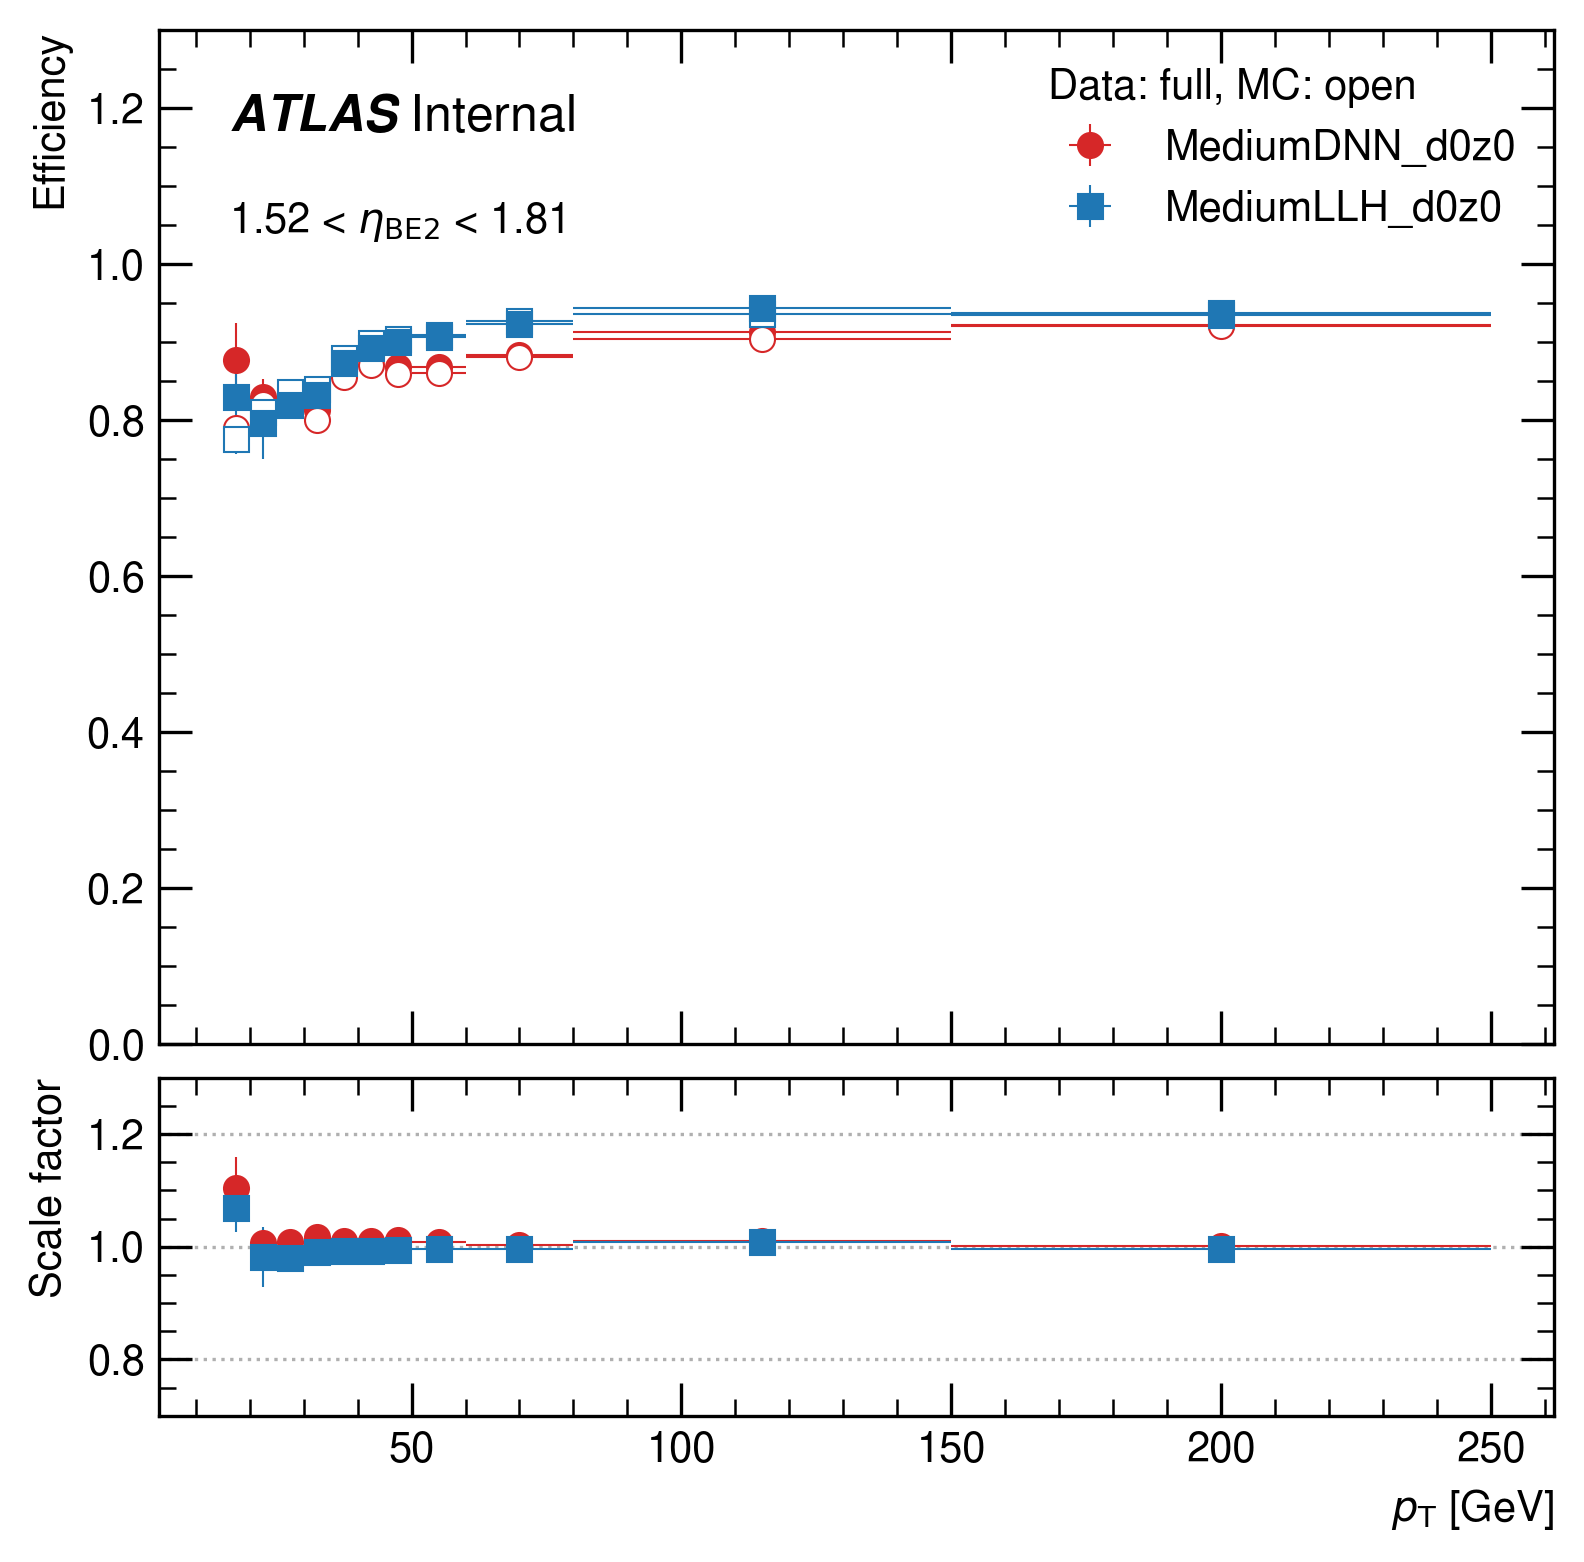 Efficiency
ATLAS Internal
1.52 < ηBE2 < 1.81
Data: full, MC: open
MediumDNN_d0z0
MediumLLH_d0z0
1.2
1.0
0.8
0.6
0.4
0.2
0.0
Scale factor
1.2
1.0
0.8
50 100 150 200 250
pT [GeV]